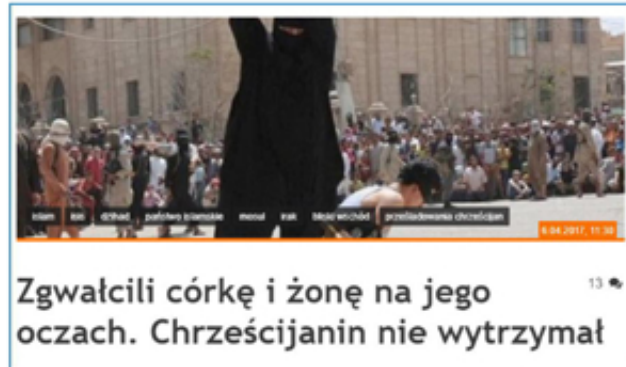 islam isis dżihad państwo islamskie mosul irak bliski wschód prześladowania chrześcijan
6.04.2017, 11:30
Zgwałcili córkę i żonę na jego
13
oczach. Chrześcijanin nie wytrzymał